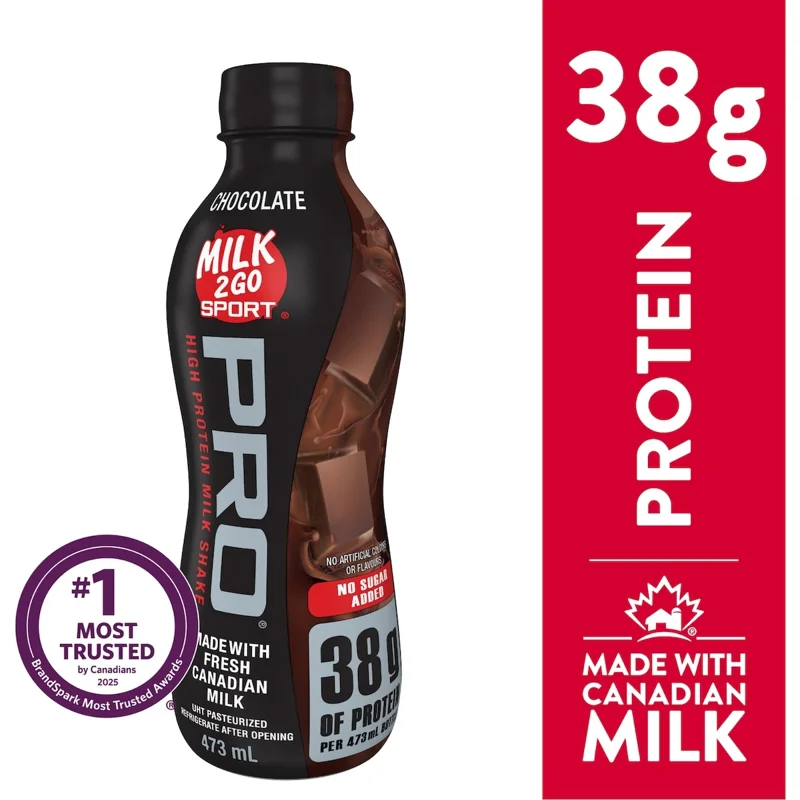 CHOCOLATE
MILK
2GO
SPORT ®
PRO ®
HIGH PROTEIN MILK SHAKE
NO ARTIFICIAL
OR FLAVOURS
NO SUGAR
ADDED
38g
OF PROTEIN
PER 473 mL
MADE WITH
FRESH
CANADIAN
MILK
UHT PASTEURIZED
REFRIGERATE AFTER OPENING
473 mL
#1
MOST
TRUSTED
by Canadians
2025
BrandSpark Most Trusted Awards
®
38g
PROTEIN
®
MADE WITH
CANADIAN
MILK